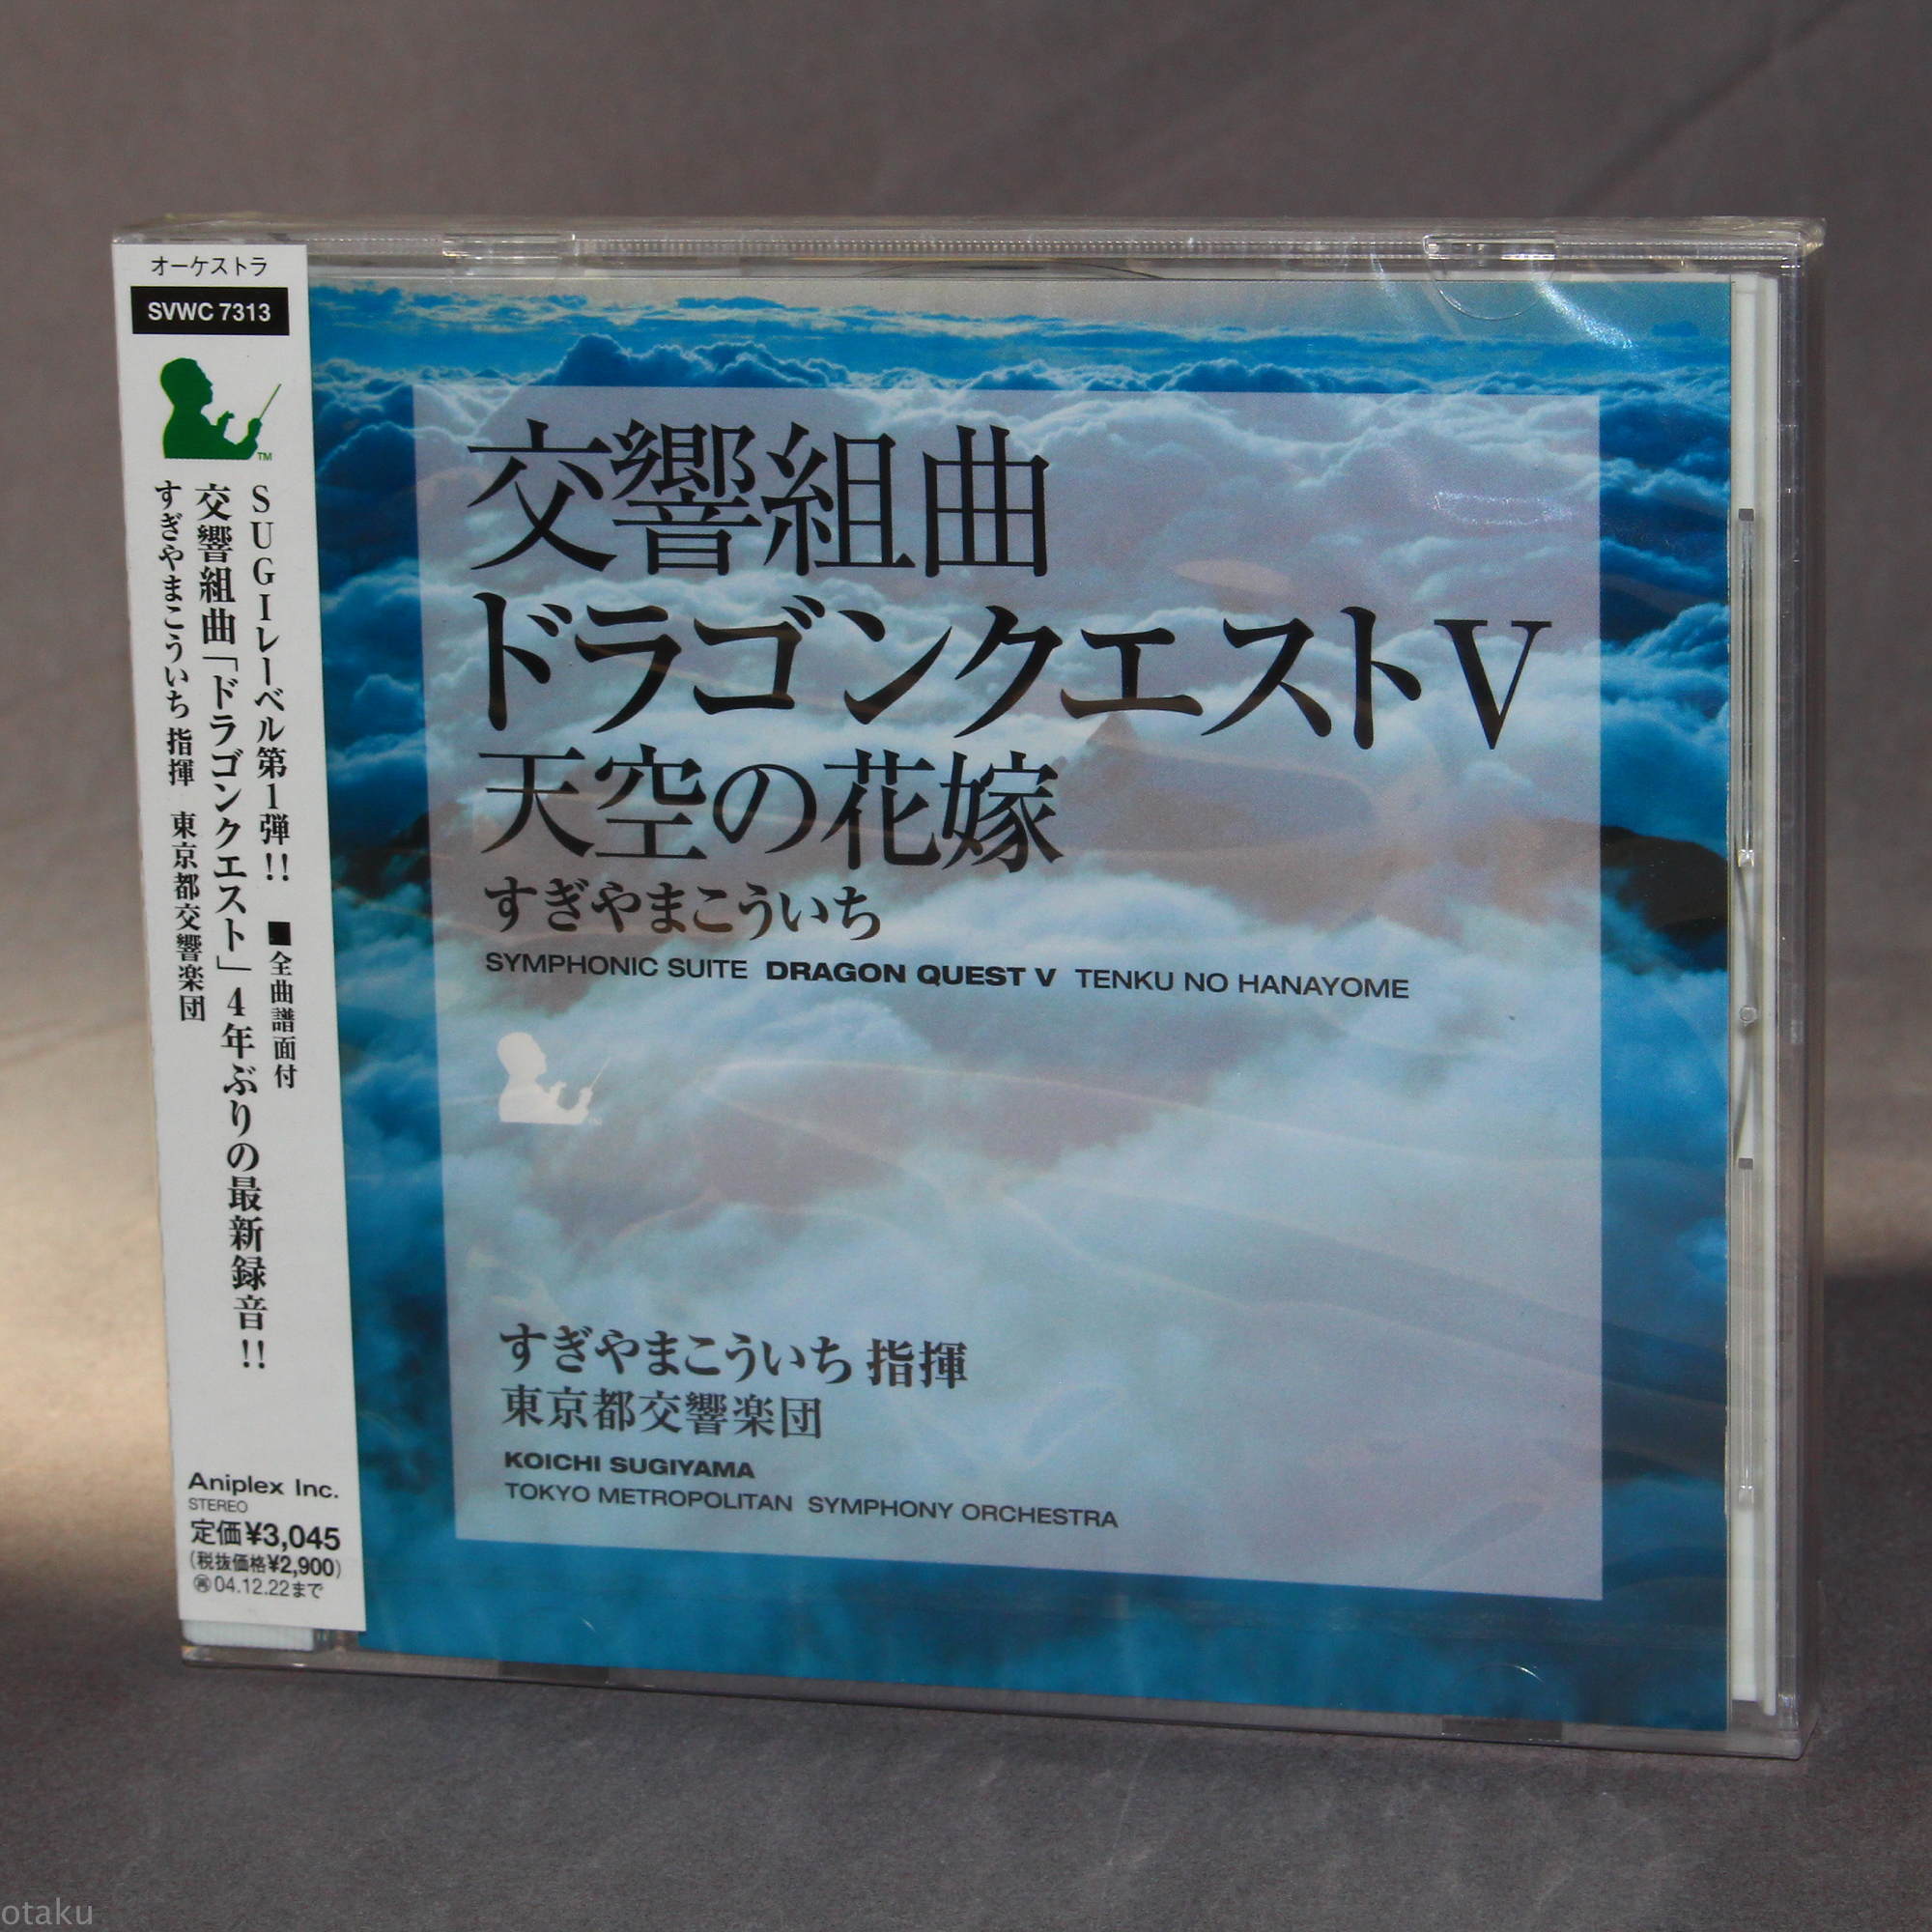 オーケストラ
SVWC 7313
TM
SUGIレーベル第1弾!! ■全曲譜面付
交響組曲「ドラゴンクエスト」4年ぶりの最新録音!!
すぎやまこういち 指揮 東京都交響楽団
Aniplex Inc.
STEREO
定価¥3,045
(税抜価格¥2,900)
㋮04.12.22まで
交響組曲
ドラゴンクエストV
天空の花嫁
すぎやまこういち
SYMPHONIC SUITE DRAGON QUEST V TENKU NO HANAYOME
すぎやまこういち 指揮
東京都交響楽団
KOICHI SUGIYAMA
TOKYO METROPOLITAN SYMPHONY ORCHESTRA
otaku